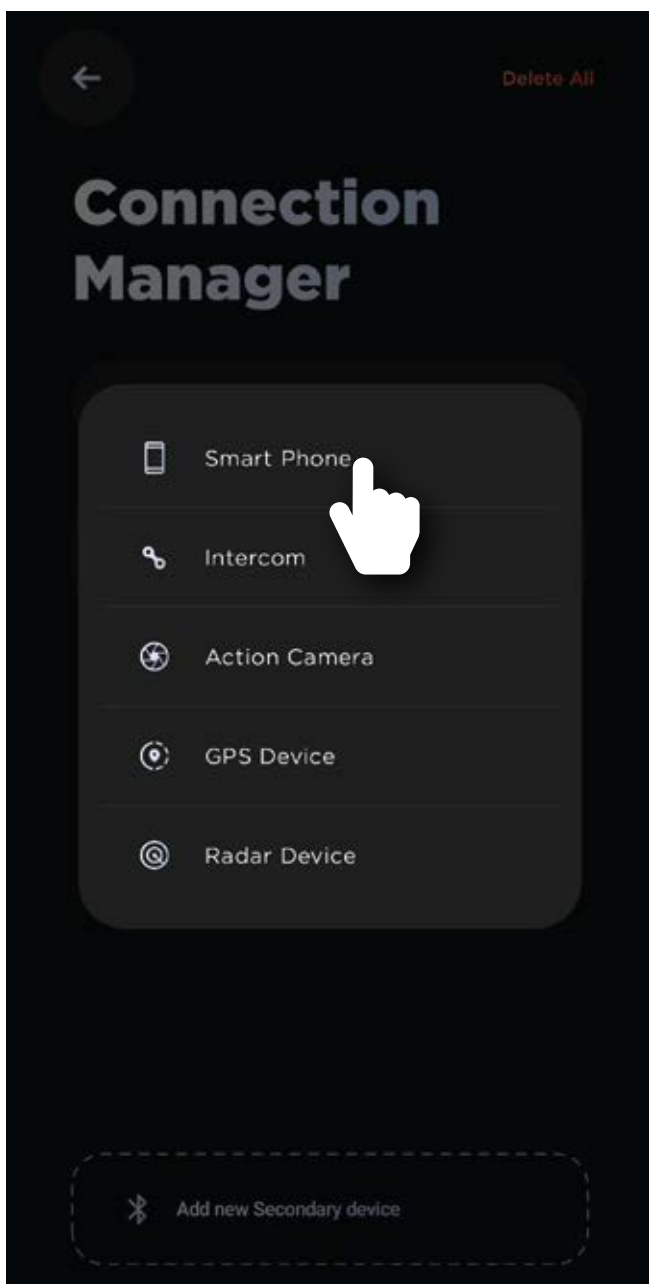 Delete All
Connection
Manager
Smart Phone
Intercom
Action Camera
GPS Device
Radar Device
Add new Secondary device